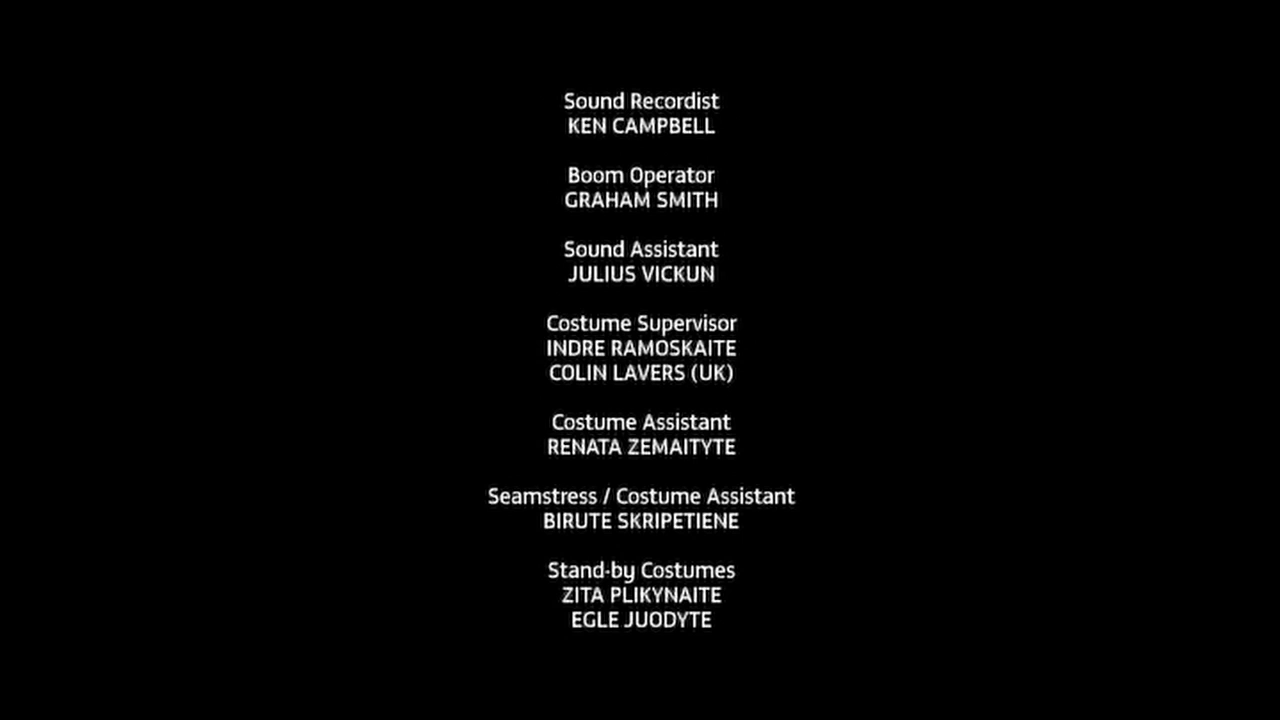 Sound Recordist
KEN CAMPBELL
Boom Operator
GRAHAM SMITH
Sound Assistant
JULIUS VICKUN
Costume Supervisor
INDRE RAMOSKAITE
COLIN LAVERS (UK)
Costume Assistant
RENATA ZEMAITYTE
Seamstress / Costume Assistant
BIRUTE SKRIPETIENE
Stand-by Costumes
ZITA PLIKYNAITE
EGLE JUODYTE